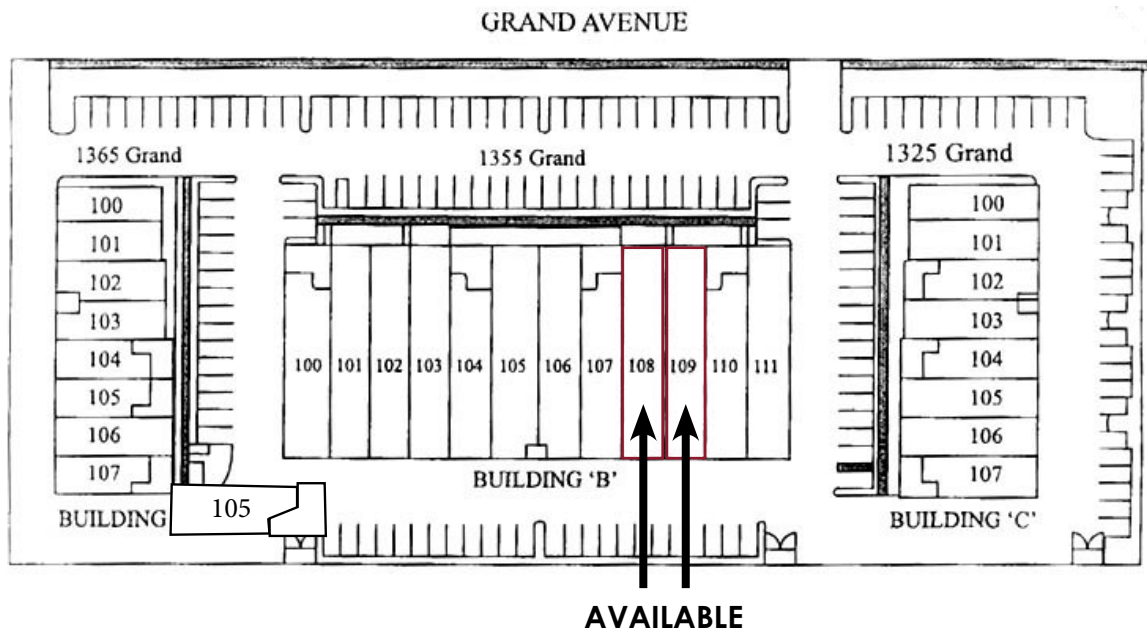 GRAND AVENUE
1365 Grand
1355 Grand
1325 Grand
100
101
102
103
104
105
106
107
BUILDING
105
100 101 102 103 104 105 106 107 108 109 110 111
BUILDING ‘B’
100
101
102
103
104
105
106
107
BUILDING ‘C’
AVAILABLE